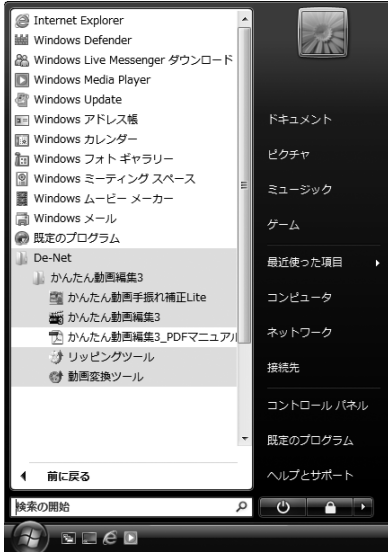 Internet Explorer
Windows Defender
Windows Live Messenger ダウンロード
Windows Media Player
Windows Update
Windows アドレス帳
Windows カレンダー
Windows フォト ギャラリー
Windows ミーティング スペース
Windows ムービー メーカー
Windows メール
既定のプログラム
De-Net
かんたん動画編集3
かんたん動画手振れ補正Lite
かんたん動画編集3
かんたん動画編集3_PDFマニュアル
リッピングツール
動画変換ツール
前に戻る
検索の開始
ドキュメント
ピクチャ
ミュージック
ゲーム
最近使った項目
コンピュータ
ネットワーク
接続先
コントロール パネル
既定のプログラム
ヘルプとサポート